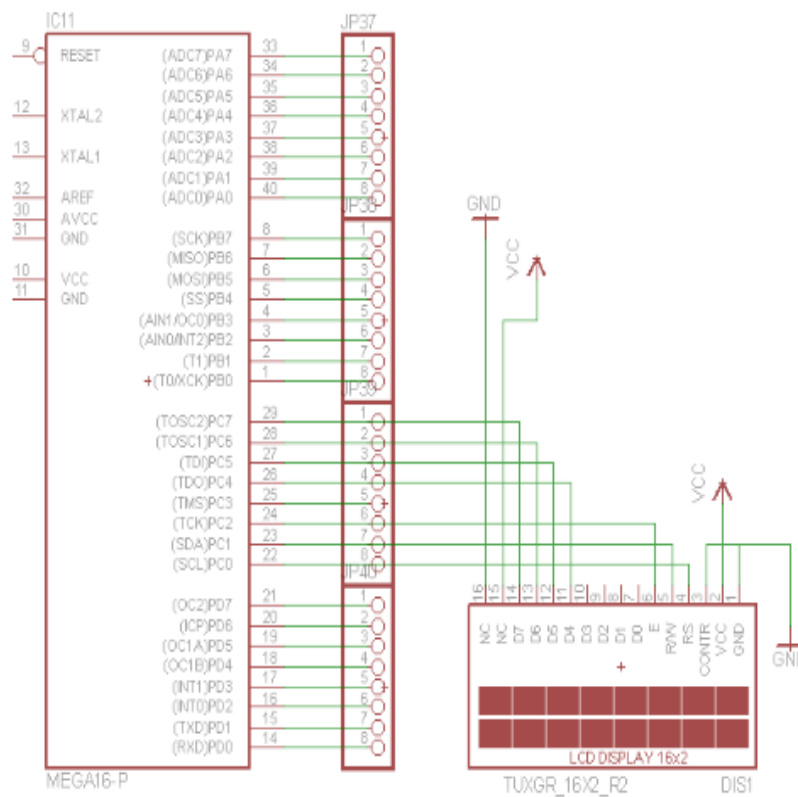 IC11
9 RESET
12 XTAL2
13 XTAL1
32 AREF
30 AVCC
31 GND
10 VCC
11 GND
(ADC7)PA7 33
(ADC6)PA6 34
(ADC5)PA5 35
(ADC4)PA4 36
(ADC3)PA3 37
(ADC2)PA2 38
(ADC1)PA1 39
(ADC0)PA0 40
(SCK)PB7 8
(MISO)PB6 7
(MOSI)PB5 6
(SS)PB4 5
(AIN1/OC0)PB3 4
(AIN0/INT2)PB2 3
(T1)PB1 2
(T0/XCK)PB0 1
(TOSC2)PC7 29
(TOSC1)PC6 28
(TDI)PC5 27
(TDO)PC4 26
(TMS)PC3 25
(TCK)PC2 24
(SDA)PC1 23
(SCL)PC0 22
(OC2)PD7 21
(ICP)PD6 20
(OC1A)PD5 19
(OC1B)PD4 18
(INT1)PD3 17
(INT0)PD2 16
(TXD)PD1 15
(RXD)PD0 14
MEGA16-P
JP37
1
2
3
4
5
6
7
8
JP38
1
2
3
4
5
6
7
8
JP39
1
2
3
4
5
6
7
8
JP40
1
2
3
4
5
6
7
8
GND
VCC
VCC
GND
16 15 14 13 12 11 10 9 8 7 6 5 4 3 2 1
NC NC D7 D6 D5 D4 D3 D2 D1 D0 E R/W RS CONTR VCC GND
LCD DISPLAY 16x2
TUXGR_16X2_R2 DIS1